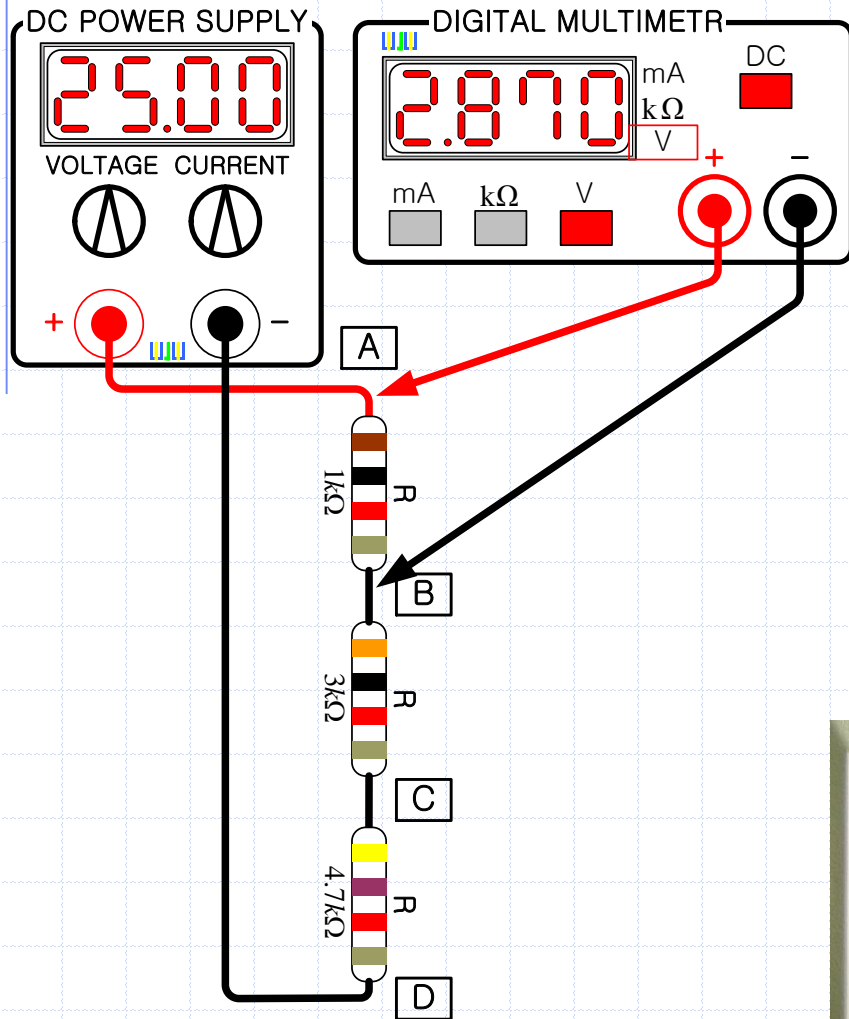 DC POWER SUPPLY
25.00
VOLTAGE CURRENT
+ −
DIGITAL MULTIMETR
2.870
mA
kΩ
V
DC
mA kΩ V
+ −
A
1kΩ
R
B
3kΩ
R
C
4.7kΩ
R
D